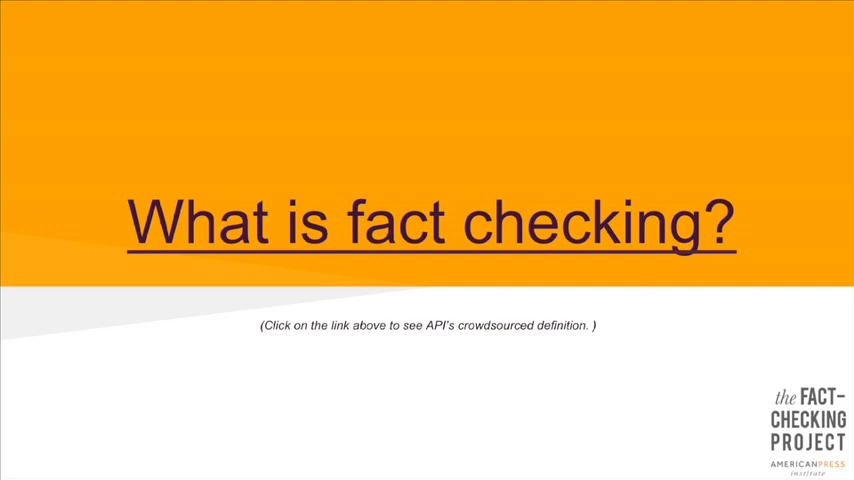 What is fact checking?
(Click on the link above to see API's crowdsourced definition. )
the FACT-
CHECKING
PROJECT
AMERICANPRESS
institute